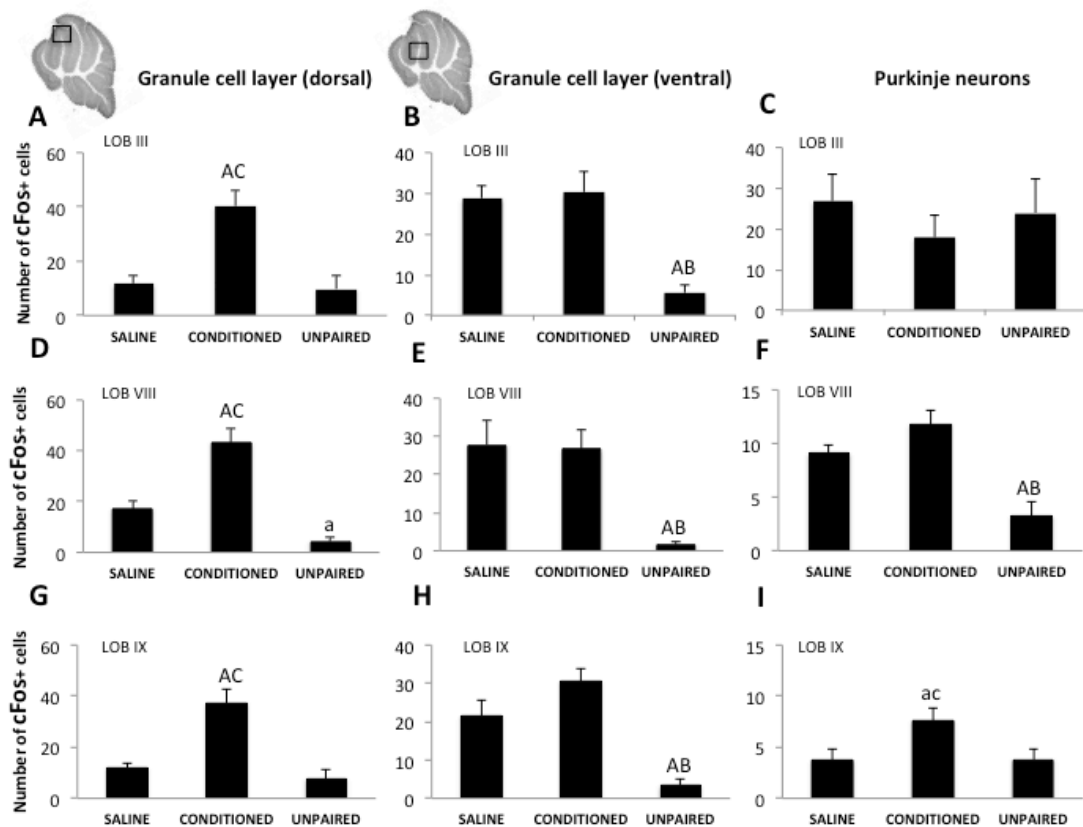 Granule cell layer (dorsal)
Granule cell layer (ventral)
Purkinje neurons
A
LOB III
Number of cFos+ cells
60
40
20
0
AC
SALINE CONDITIONED UNPAIRED
B
LOB III
40
30
20
10
0
AB
SALINE CONDITIONED UNPAIRED
C
LOB III
40
30
20
10
0
SALINE CONDITIONED UNPAIRED
D
LOB VIII
Number of cFos+ cells
60
40
20
0
AC
a
SALINE CONDITIONED UNPAIRED
E
LOB VIII
40
30
20
10
0
AB
SALINE CONDITIONED UNPAIRED
F
LOB VIII
15
10
5
0
AB
SALINE CONDITIONED UNPAIRED
G
LOB IX
Number of cFos+ cells
60
40
20
0
AC
SALINE CONDITIONED UNPAIRED
H
LOB IX
40
30
20
10
0
AB
SALINE CONDITIONED UNPAIRED
I
LOB IX
15
10
5
0
ac
SALINE CONDITIONED UNPAIRED